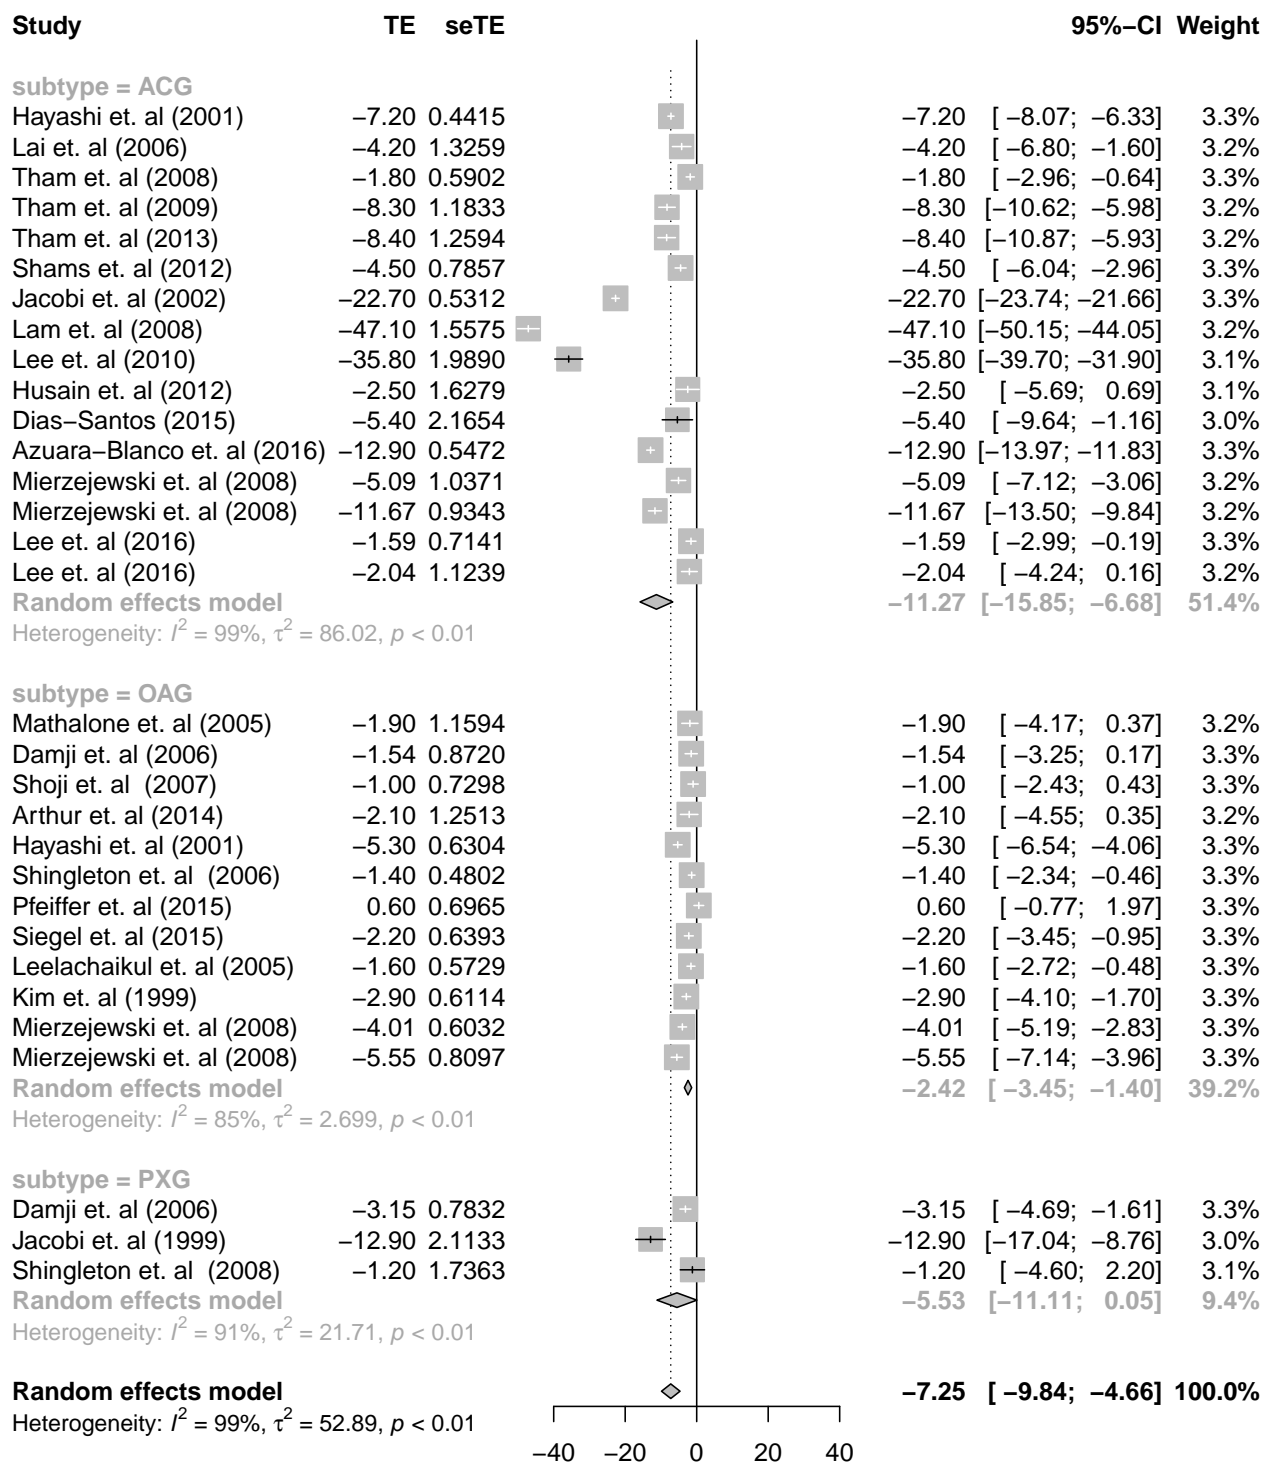 Study TE seTE 95%−CI Weight
subtype = ACG
Hayashi et. al (2001) −7.20 0.4415 −7.20 [ −8.07; −6.33] 3.3%
Lai et. al (2006) −4.20 1.3259 −4.20 [ −6.80; −1.60] 3.2%
Tham et. al (2008) −1.80 0.5902 −1.80 [ −2.96; −0.64] 3.3%
Tham et. al (2009) −8.30 1.1833 −8.30 [−10.62; −5.98] 3.2%
Tham et. al (2013) −8.40 1.2594 −8.40 [−10.87; −5.93] 3.2%
Shams et. al (2012) −4.50 0.7857 −4.50 [ −6.04; −2.96] 3.3%
Jacobi et. al (2002) −22.70 0.5312 −22.70 [−23.74; −21.66] 3.3%
Lam et. al (2008) −47.10 1.5575 −47.10 [−50.15; −44.05] 3.2%
Lee et. al (2010) −35.80 1.9890 −35.80 [−39.70; −31.90] 3.1%
Husain et. al (2012) −2.50 1.6279 −2.50 [ −5.69; 0.69] 3.1%
Dias−Santos (2015) −5.40 2.1654 −5.40 [ −9.64; −1.16] 3.0%
Azuara−Blanco et. al (2016) −12.90 0.5472 −12.90 [−13.97; −11.83] 3.3%
Mierzejewski et. al (2008) −5.09 1.0371 −5.09 [ −7.12; −3.06] 3.2%
Mierzejewski et. al (2008) −11.67 0.9343 −11.67 [−13.50; −9.84] 3.2%
Lee et. al (2016) −1.59 0.7141 −1.59 [ −2.99; −0.19] 3.3%
Lee et. al (2016) −2.04 1.1239 −2.04 [ −4.24; 0.16] 3.2%
Random effects model −11.27 [−15.85; −6.68] 51.4%
Heterogeneity: I² = 99%, τ² = 86.02, p < 0.01
subtype = OAG
Mathalone et. al (2005) −1.90 1.1594 −1.90 [ −4.17; 0.37] 3.2%
Damji et. al (2006) −1.54 0.8720 −1.54 [ −3.25; 0.17] 3.3%
Shoji et. al (2007) −1.00 0.7298 −1.00 [ −2.43; 0.43] 3.3%
Arthur et. al (2014) −2.10 1.2513 −2.10 [ −4.55; 0.35] 3.2%
Hayashi et. al (2001) −5.30 0.6304 −5.30 [ −6.54; −4.06] 3.3%
Shingleton et. al (2006) −1.40 0.4802 −1.40 [ −2.34; −0.46] 3.3%
Pfeiffer et. al (2015) 0.60 0.6965 0.60 [ −0.77; 1.97] 3.3%
Siegel et. al (2015) −2.20 0.6393 −2.20 [ −3.45; −0.95] 3.3%
Leelachaikul et. al (2005) −1.60 0.5729 −1.60 [ −2.72; −0.48] 3.3%
Kim et. al (1999) −2.90 0.6114 −2.90 [ −4.10; −1.70] 3.3%
Mierzejewski et. al (2008) −4.01 0.6032 −4.01 [ −5.19; −2.83] 3.3%
Mierzejewski et. al (2008) −5.55 0.8097 −5.55 [ −7.14; −3.96] 3.3%
Random effects model −2.42 [ −3.45; −1.40] 39.2%
Heterogeneity: I² = 85%, τ² = 2.699, p < 0.01
subtype = PXG
Damji et. al (2006) −3.15 0.7832 −3.15 [ −4.69; −1.61] 3.3%
Jacobi et. al (1999) −12.90 2.1133 −12.90 [−17.04; −8.76] 3.0%
Shingleton et. al (2008) −1.20 1.7363 −1.20 [ −4.60; 2.20] 3.1%
Random effects model −5.53 [−11.11; 0.05] 9.4%
Heterogeneity: I² = 91%, τ² = 21.71, p < 0.01
Random effects model −7.25 [ −9.84; −4.66] 100.0%
Heterogeneity: I² = 99%, τ² = 52.89, p < 0.01
−40 −20 0 20 40